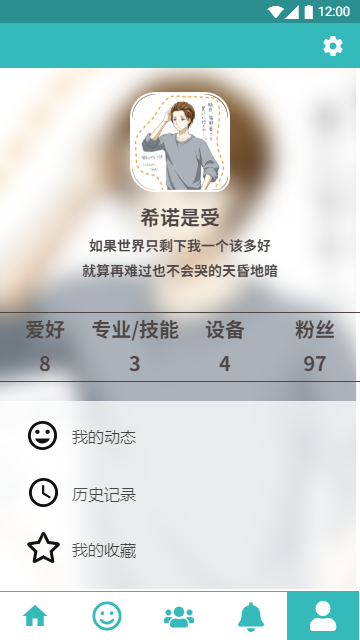 12:00
希诺是受
如果世界只剩下我一个该多好
就算再难过也不会哭的天昏地暗
爱好 专业/技能 设备 粉丝
8 3 4 97
我的动态
历史记录
我的收藏